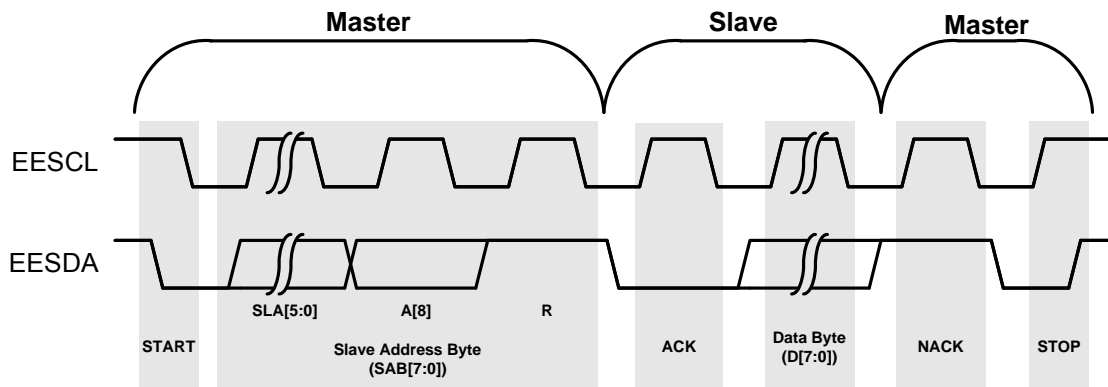 Master
Slave
Master
EESCL
EESDA
SLA[5:0]
A[8]
R
START
Slave Address Byte
(SAB[7:0])
ACK
Data Byte
(D[7:0])
NACK
STOP